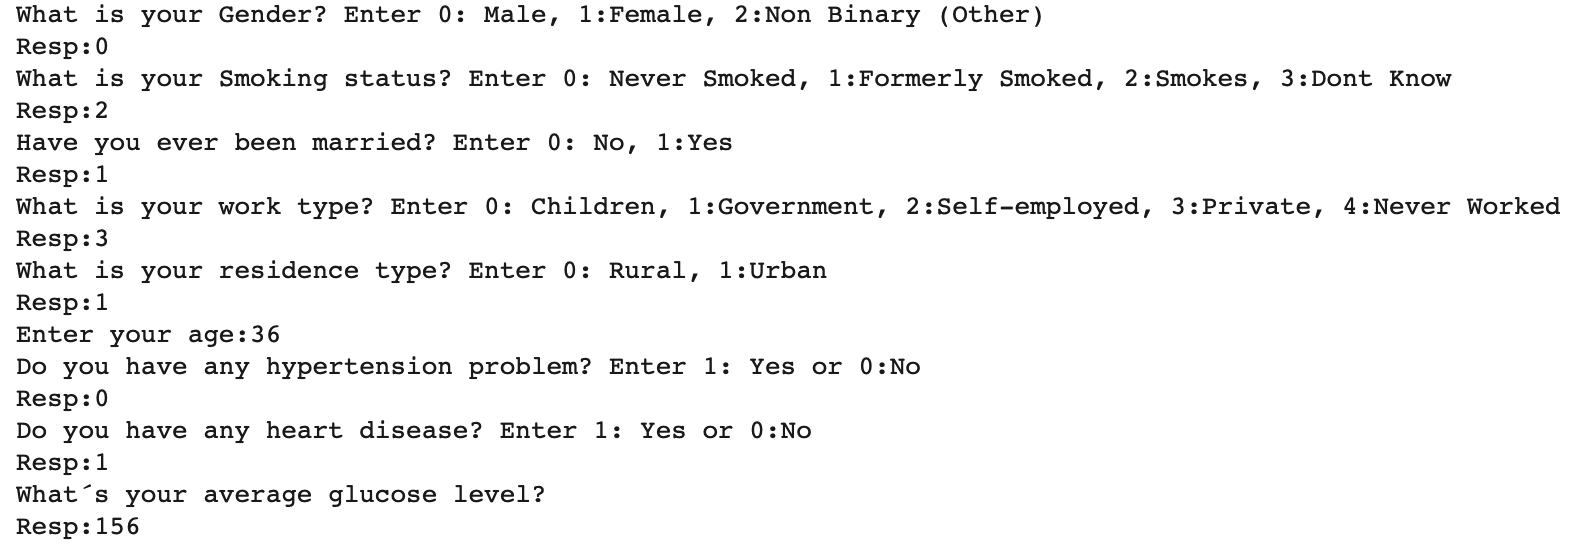 What is your Gender? Enter 0: Male, 1:Female, 2:Non Binary (Other)
Resp:0
What is your Smoking status? Enter 0: Never Smoked, 1:Formerly Smoked, 2:Smokes, 3:Dont Know
Resp:2
Have you ever been married? Enter 0: No, 1:Yes
Resp:1
What is your work type? Enter 0: Children, 1:Government, 2:Self-employed, 3:Private, 4:Never Worked
Resp:3
What is your residence type? Enter 0: Rural, 1:Urban
Resp:1
Enter your age:36
Do you have any hypertension problem? Enter 1: Yes or 0:No
Resp:0
Do you have any heart disease? Enter 1: Yes or 0:No
Resp:1
What´s your average glucose level?
Resp:156